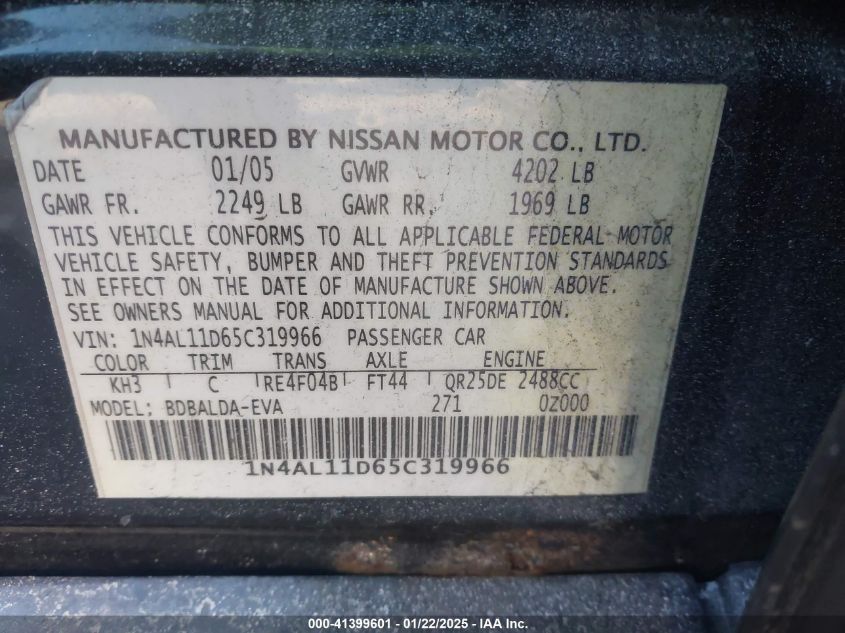 MANUFACTURED BY NISSAN MOTOR CO., LTD.
DATE 01/05 GVWR 4202 LB
GAWR FR. 2249 LB GAWR RR. 1969 LB
THIS VEHICLE CONFORMS TO ALL APPLICABLE FEDERAL MOTOR
VEHICLE SAFETY, BUMPER AND THEFT PREVENTION STANDARDS
IN EFFECT ON THE DATE OF MANUFACTURE SHOWN ABOVE.
SEE OWNERS MANUAL FOR ADDITIONAL INFORMATION.
VIN: 1N4AL11D65C319966 PASSENGER CAR
COLOR TRIM TRANS AXLE ENGINE
KH3 C RE4F04B FT44 QR25DE 2488CC
MODEL: BDBALDA-EVA 271 0Z000
1N4AL11D65C319966
000-41399601 - 01/22/2025 - IAA Inc.